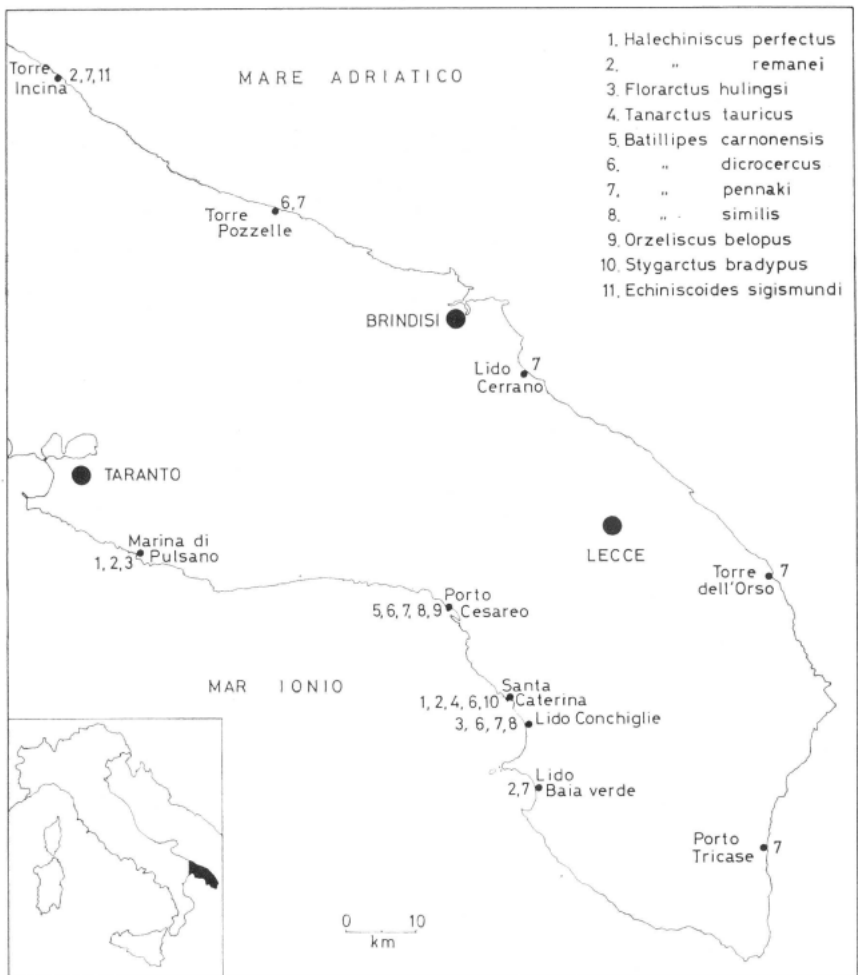 Torre
Incina
2,7,11
MARE ADRIATICO
1. Halechiniscus perfectus
2. " remanei
3. Florarctus hulingsi
4. Tanarctus tauricus
5. Batillipes carnonensis
6. " dicrocercus
7. " pennaki
8. " similis
9. Orzeliscus belopus
10. Stygarctus bradypus
11. Echiniscoides sigismundi
6,7
Torre
Pozzelle
BRINDISI
Lido
Cerrano
7
TARANTO
LECCE
Marina di
Pulsano
1,2,3
Torre
dell'Orso
7
Porto
Cesareo
5,6,7,8,9
MAR IONIO
Santa
Caterina
1,2,4,6,10
Lido Conchiglie
3,6,7,8
Lido
Baia verde
2,7
Porto
Tricase
7
0 10
km